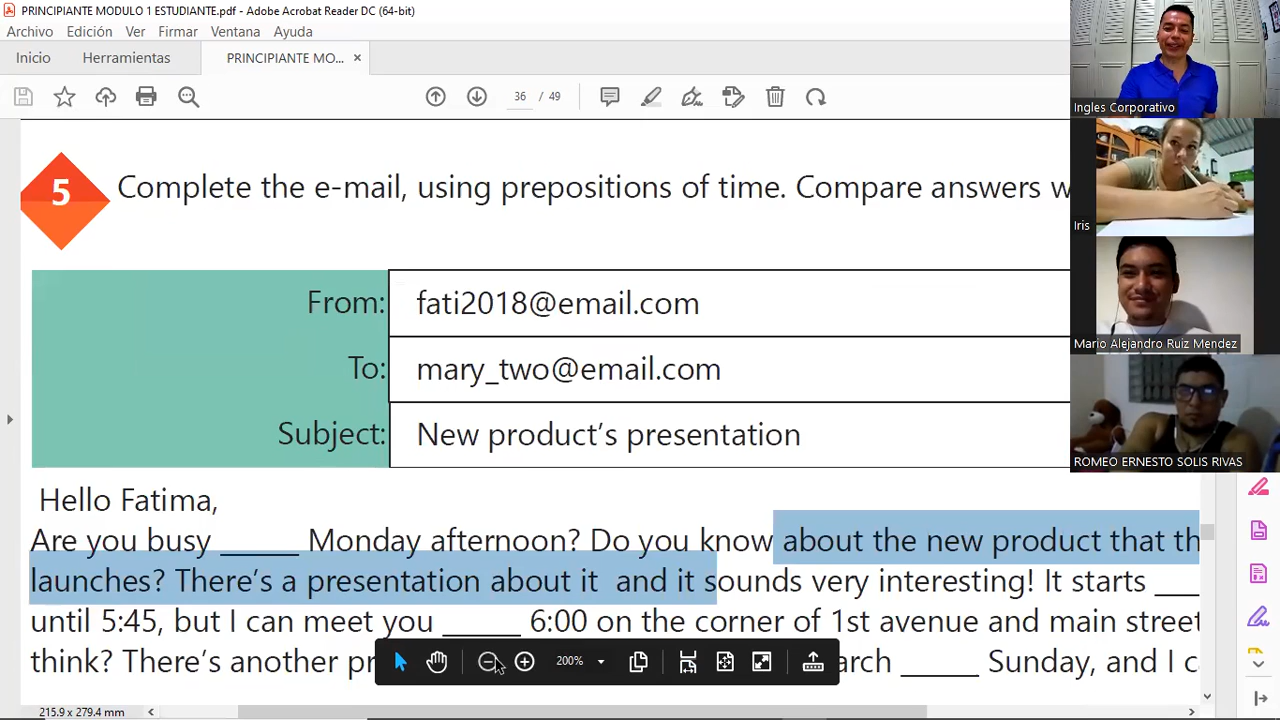 PRINCIPIANTE MODULO 1 ESTUDIANTE.pdf - Adobe Acrobat Reader DC (64-bit)
Archivo Edición Ver Firmar Ventana Ayuda
Inicio Herramientas PRINCIPIANTE MO... ×
36 / 49
Ingles Corporativo
5 Complete the e-mail, using prepositions of time. Compare answers w
Iris
From: fati2018@email.com
Mario Alejandro Ruiz Mendez
To: mary_two@email.com
Subject: New product's presentation
ROMEO ERNESTO SOLIS RIVAS
Hello Fatima,
Are you busy ______ Monday afternoon? Do you know about the new product that th
launches? There's a presentation about it and it sounds very interesting! It starts ___
until 5:45, but I can meet you ______ 6:00 on the corner of 1st avenue and main street
think? There's another pr arch ______ Sunday, and I c
200%
215.9 x 279.4 mm